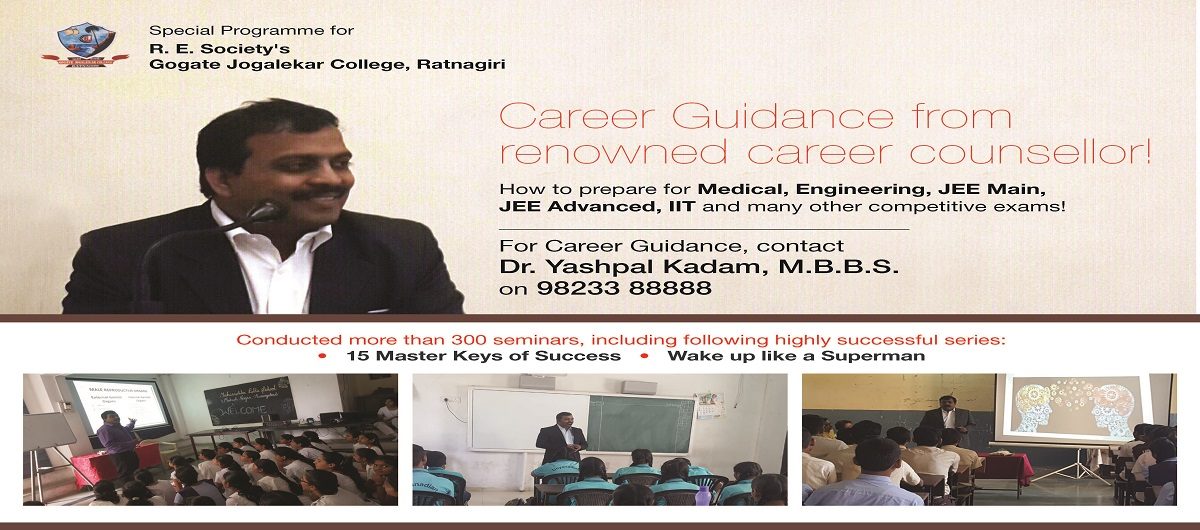 Special Programme for
R. E. Society's
Gogate Jogalekar College, Ratnagiri
Career Guidance from
renowned career counsellor!
How to prepare for Medical, Engineering, JEE Main,
JEE Advanced, IIT and many other competitive exams!
For Career Guidance, contact
Dr. Yashpal Kadam, M.B.B.S.
on 98233 88888
Conducted more than 300 seminars, including following highly successful series:
• 15 Master Keys of Success • Wake up like a Superman
MALE REPRODUCTIVE ORGANS
WELCOME